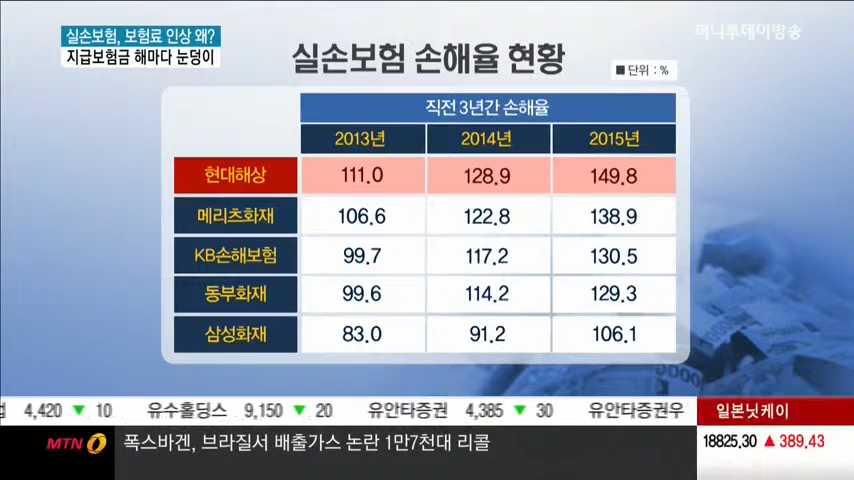 실손보험, 보험료 인상 왜?
지급보험금 해마다 눈덩이
머니투데이방송
실손보험 손해율 현황
■ 단위 : %
직전 3년간 손해율
2013년 2014년 2015년
현대해상 111.0 128.9 149.8
메리츠화재 106.6 122.8 138.9
KB손해보험 99.7 117.2 130.5
동부화재 99.6 114.2 129.3
삼성화재 83.0 91.2 106.1
4,420 ▼ 10 유수홀딩스 9,150 ▼ 20 유안타증권 4,385 ▼ 30 유안타증권우
일본닛케이
MTN 폭스바겐, 브라질서 배출가스 논란 1만7천대 리콜
18825.30 ▲ 389.43